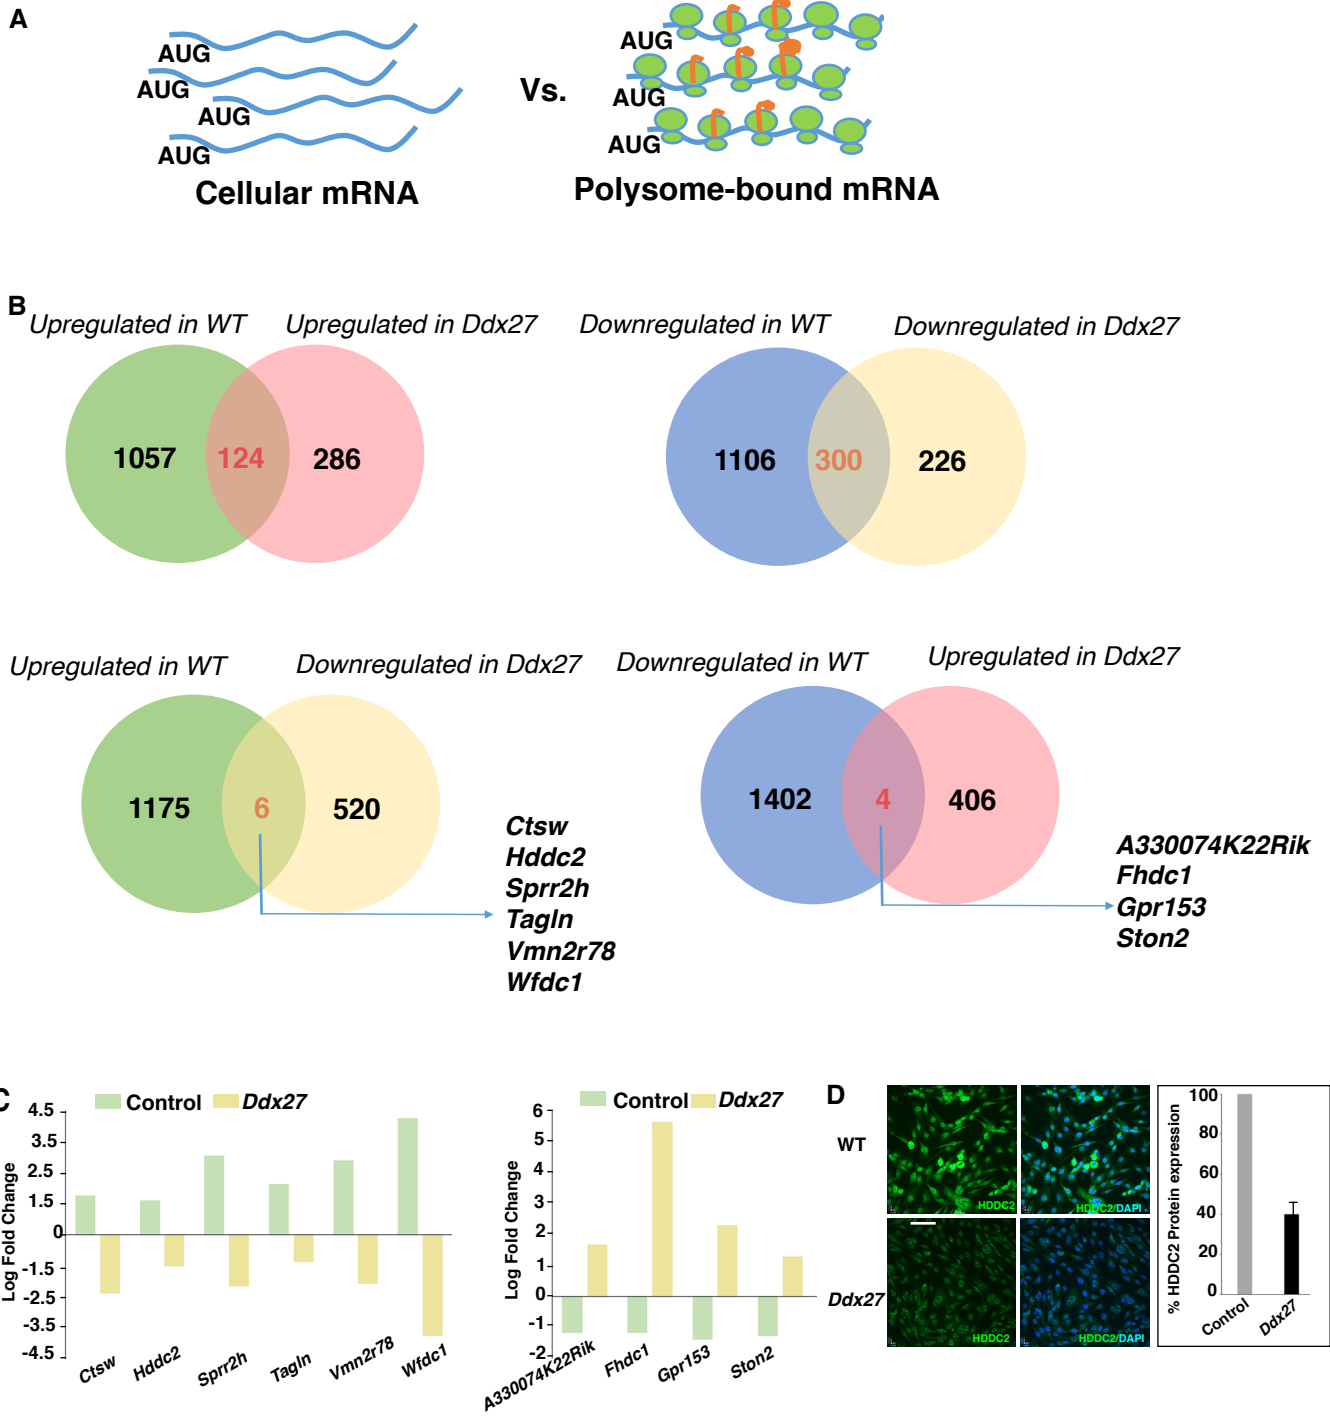 A
AUG
AUG
AUG
AUG
Cellular mRNA
Vs.
AUG
AUG
AUG
Polysome-bound mRNA
B
Upregulated in WT
Upregulated in Ddx27
1057
124
286
Downregulated in WT
Downregulated in Ddx27
1106
300
226
Upregulated in WT
Downregulated in Ddx27
1175
6
520
Ctsw
Hddc2
Sprr2h
Tagln
Vmn2r78
Wfdc1
Downregulated in WT
Upregulated in Ddx27
1402
4
406
A330074K22Rik
Fhdc1
Gpr153
Ston2
C
Control
Ddx27
Log Fold Change
4.5
3.5
2.5
1.5
0
-1.5
-2.5
-3.5
-4.5
Ctsw
Hddc2
Sprr2h
Tagln
Vmn2r78
Wfdc1
Control
Ddx27
Log Fold Change
6
5
4
3
2
1
0
-1
-2
A330074K22Rik
Fhdc1
Gpr153
Ston2
D
WT
HDDC2
HDDC2/DAPI
Ddx27
HDDC2
HDDC2/DAPI
% HDDC2 Protein expression
100
80
60
40
20
0
Control
Ddx27